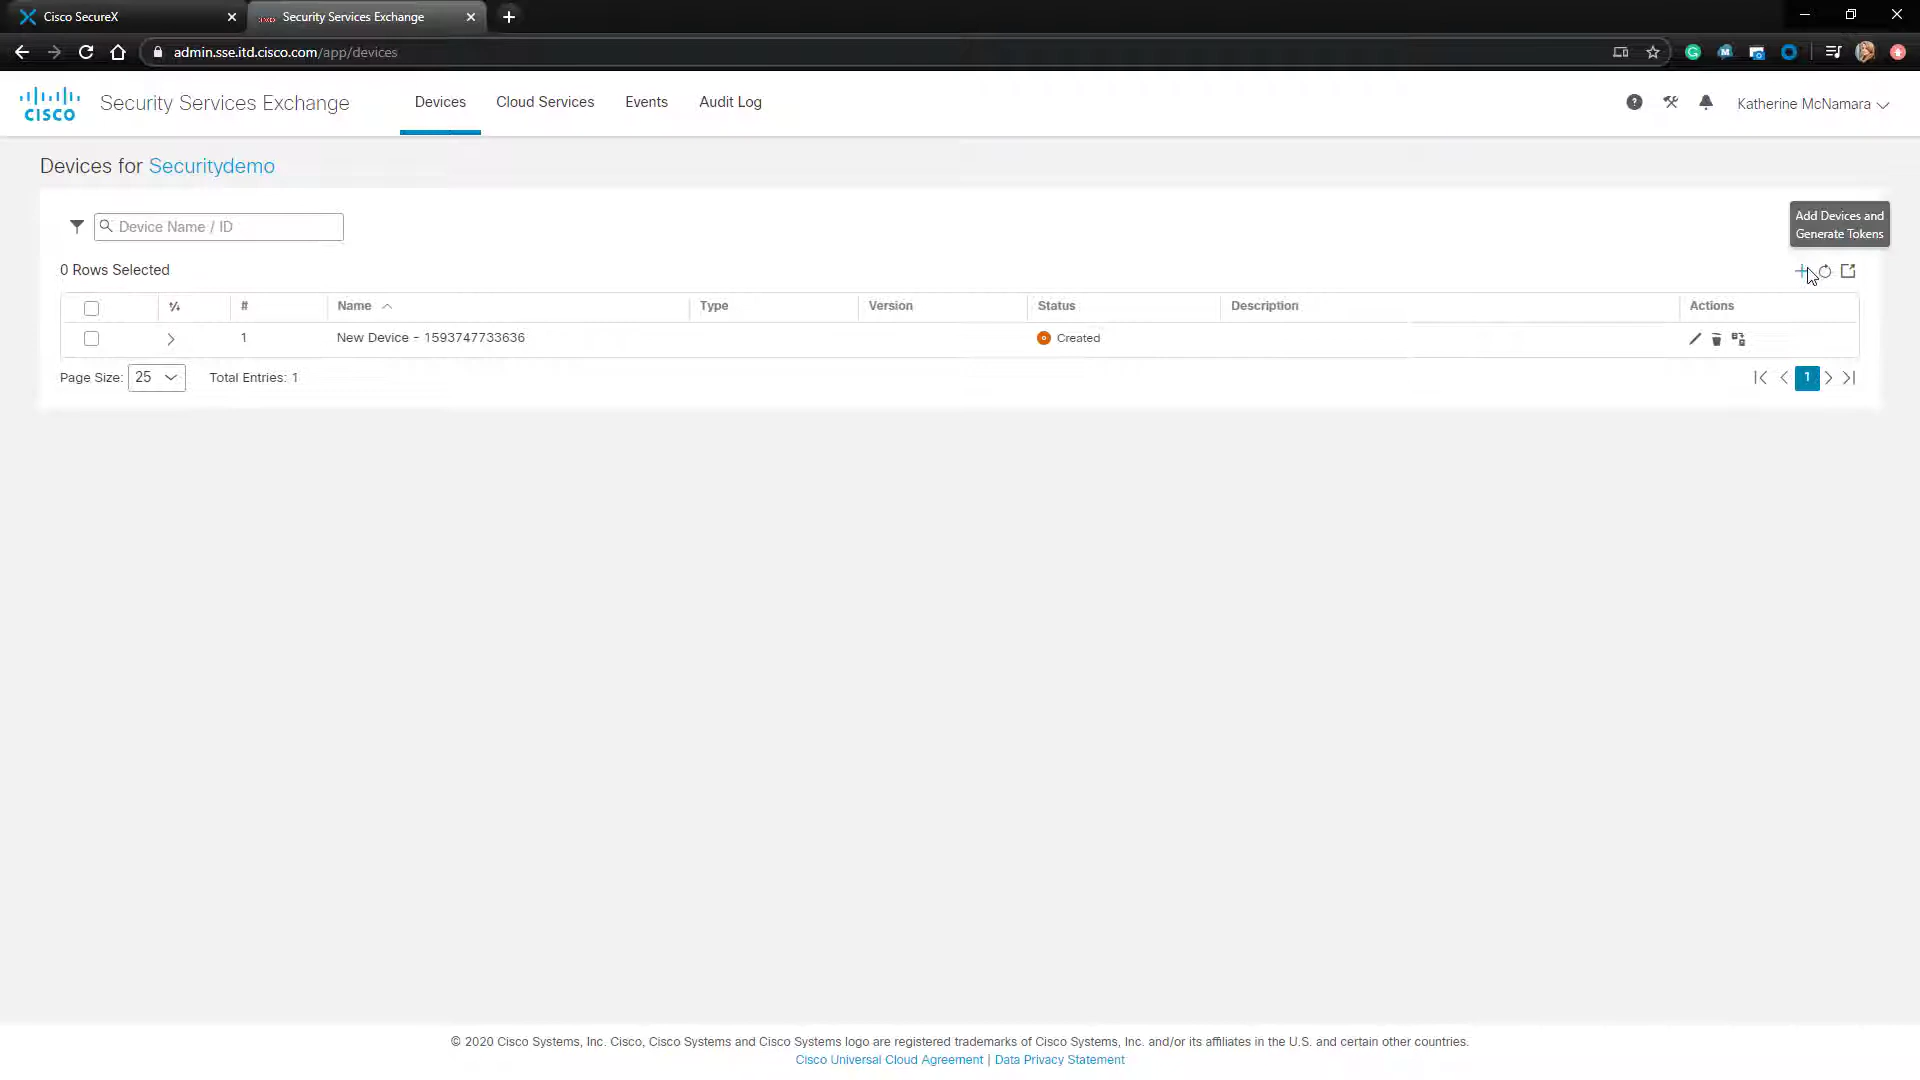 Cisco SecureX
Security Services Exchange
admin.sse.itd.cisco.com/app/devices
CISCO
Security Services Exchange
Devices
Cloud Services
Events
Audit Log
Katherine McNamara
Devices for Securitydemo
Device Name / ID
Add Devices and
Generate Tokens
0 Rows Selected
# Name Type Version Status Description Actions
1 New Device - 1593747733636 Created
Page Size: 25 Total Entries: 1
1
© 2020 Cisco Systems, Inc. Cisco, Cisco Systems and Cisco Systems logo are registered trademarks of Cisco Systems, Inc. and/or its affiliates in the U.S. and certain other countries.
Cisco Universal Cloud Agreement | Data Privacy Statement